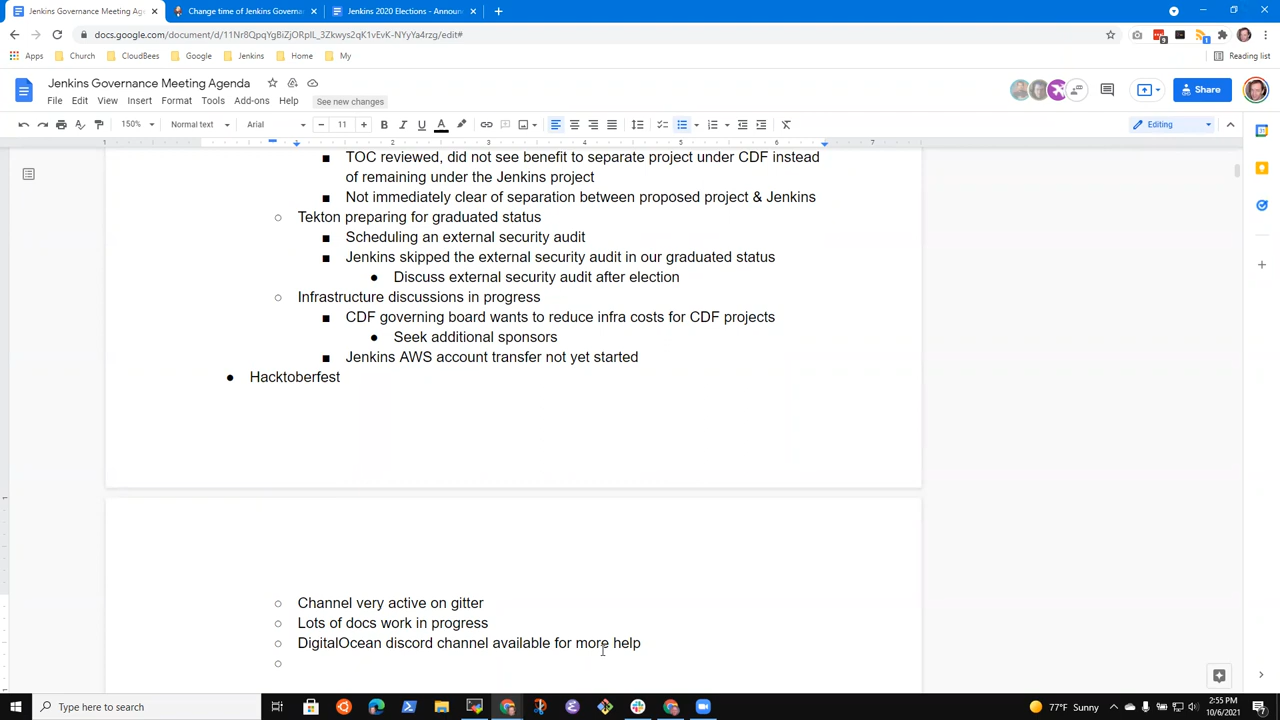 Jenkins Governance Meeting Ag
Change time of Jenkins Governa
Jenkins 2020 Elections - Announ
docs.google.com/document/d/11Nr8QpqYgBiZjORpIL_3Zkwys2qK1vEvK-NYyYa4rzg/edit#
Apps
Church
CloudBees
Google
Jenkins
Home
My
Reading list
Jenkins Governance Meeting Agenda
File Edit View Insert Format Tools Add-ons Help
See new changes
Share
150%
Normal text
Arial
11
Editing
1 2 3 4 5 6 7
TOC reviewed, did not see benefit to separate project under CDF instead
of remaining under the Jenkins project
Not immediately clear of separation between proposed project & Jenkins
Tekton preparing for graduated status
Scheduling an external security audit
Jenkins skipped the external security audit in our graduated status
Discuss external security audit after election
Infrastructure discussions in progress
CDF governing board wants to reduce infra costs for CDF projects
Seek additional sponsors
Jenkins AWS account transfer not yet started
Hacktoberfest
Channel very active on gitter
Lots of docs work in progress
DigitalOcean discord channel available for more help
Type here to search
77°F Sunny
2:55 PM
10/6/2021